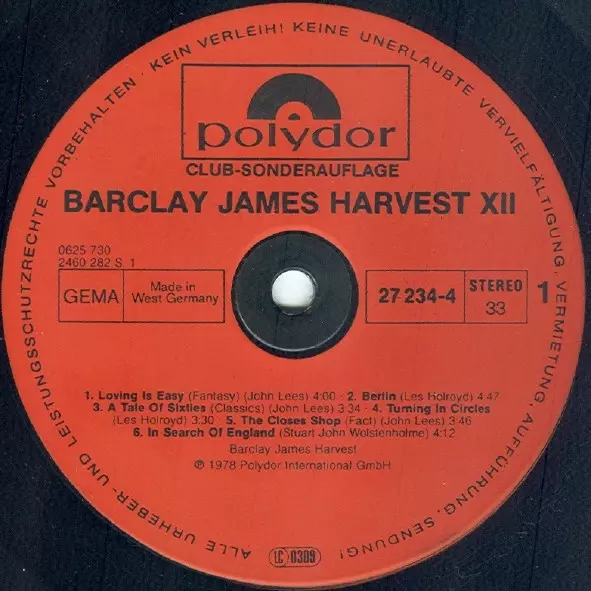 ALLE URHEBER- UND LEISTUNGSSCHUTZRECHTE VORBEHALTEN · KEIN VERLEIH! KEINE UNERLAUBTE VERVIELFÄLTIGUNG, VERMIETUNG, AUFFÜHRUNG, SENDUNG!
polydor
CLUB-SONDERAUFLAGE
BARCLAY JAMES HARVEST XII
0625 730
2460 282 S 1
GEMA
Made in
West Germany
27 234-4
STEREO
33
1
1. Loving Is Easy (Fantasy) (John Lees) 4:00 · 2. Berlin (Les Holroyd) 4:47
3. A Tale Of Sixties (Classics) (John Lees) 3:34 · 4. Turning In Circles
(Les Holroyd) 3:30 · 5. The Closes Shop (Fact) (John Lees) 3:46
6. In Search Of England (Stuart John Wolstenholme) 4:12
Barclay James Harvest
℗ 1978 Polydor International GmbH
LC 0309